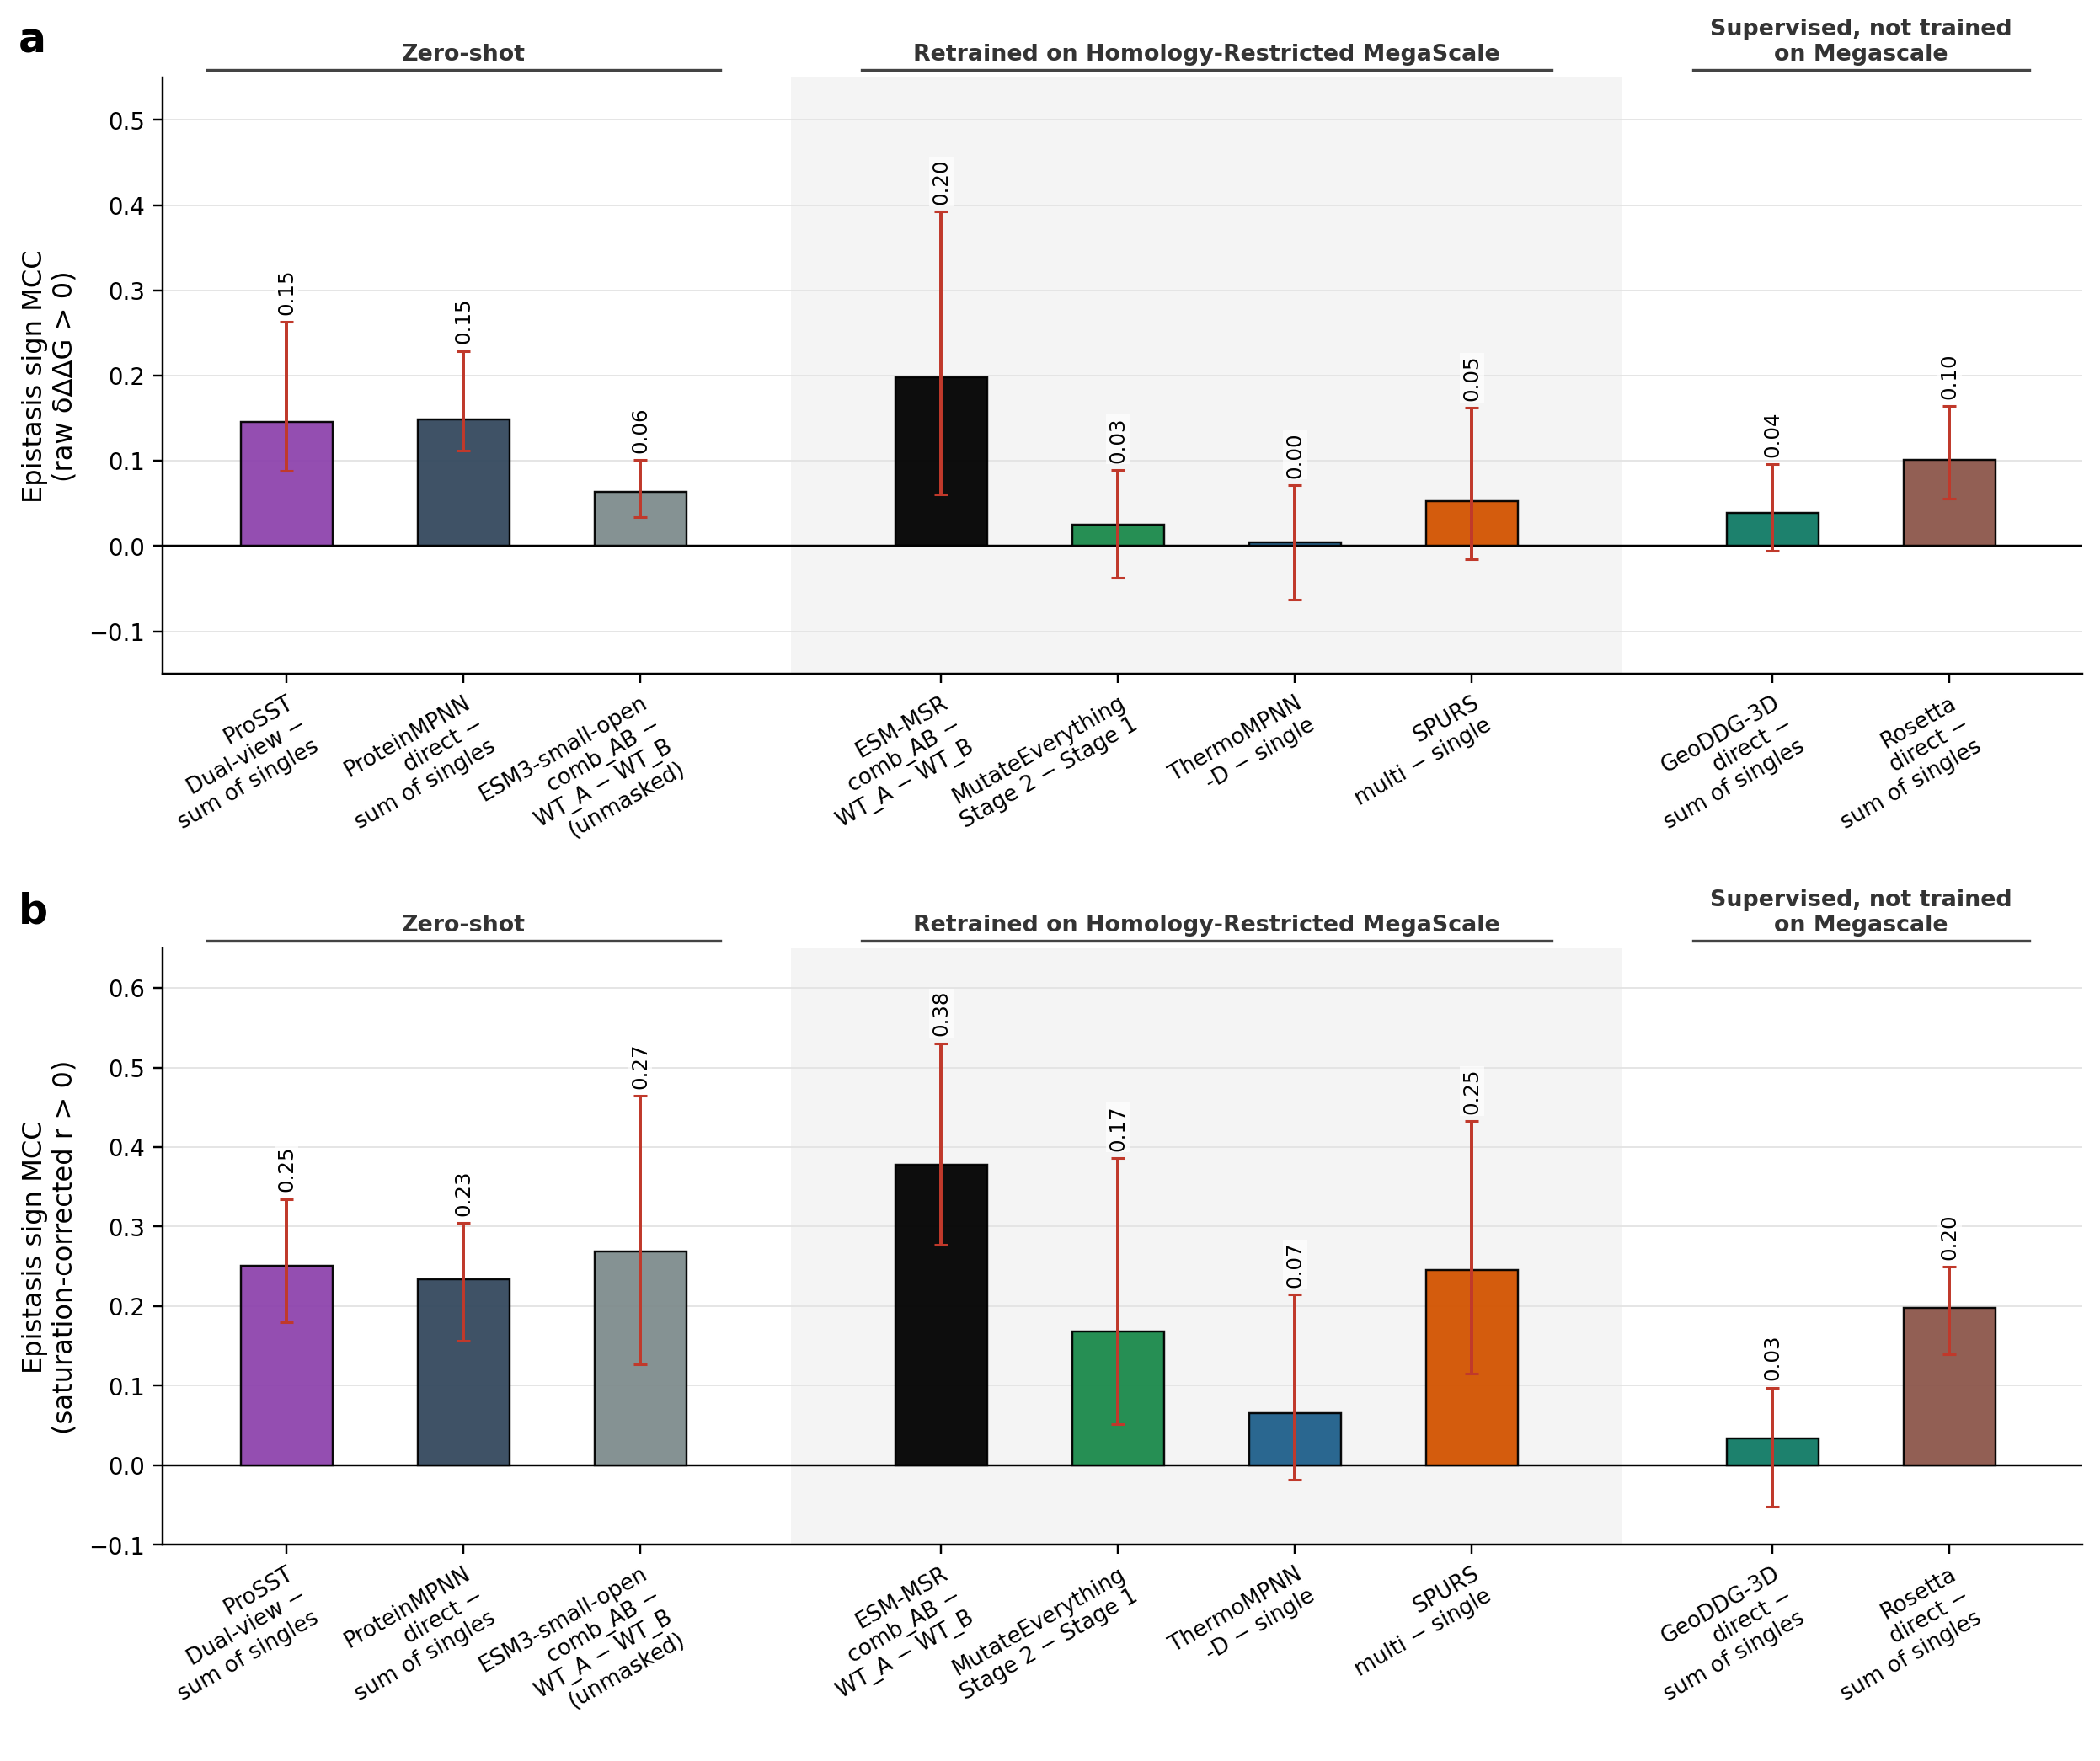 a
Zero-shot
Retrained on Homology-Restricted MegaScale
Supervised, not trained
on Megascale
Epistasis sign MCC
(raw δΔΔG > 0)
0.5
0.4
0.3
0.2
0.1
0.0
−0.1
0.15
0.15
0.06
0.20
0.03
0.00
0.05
0.04
0.10
ProSST
Dual-view −
sum of singles
ProteinMPNN
direct −
sum of singles
ESM3-small-open
comb_AB −
WT_A − WT_B
(unmasked)
ESM-MSR
comb_AB −
WT_A − WT_B
MutateEverything
Stage 2 − Stage 1
ThermoMPNN
-D − single
SPURS
multi − single
GeoDDG-3D
direct −
sum of singles
Rosetta
direct −
sum of singles
b
Zero-shot
Retrained on Homology-Restricted MegaScale
Supervised, not trained
on Megascale
Epistasis sign MCC
(saturation-corrected r > 0)
0.6
0.5
0.4
0.3
0.2
0.1
0.0
−0.1
0.25
0.23
0.27
0.38
0.17
0.07
0.25
0.03
0.20
ProSST
Dual-view −
sum of singles
ProteinMPNN
direct −
sum of singles
ESM3-small-open
comb_AB −
WT_A − WT_B
(unmasked)
ESM-MSR
comb_AB −
WT_A − WT_B
MutateEverything
Stage 2 − Stage 1
ThermoMPNN
-D − single
SPURS
multi − single
GeoDDG-3D
direct −
sum of singles
Rosetta
direct −
sum of singles